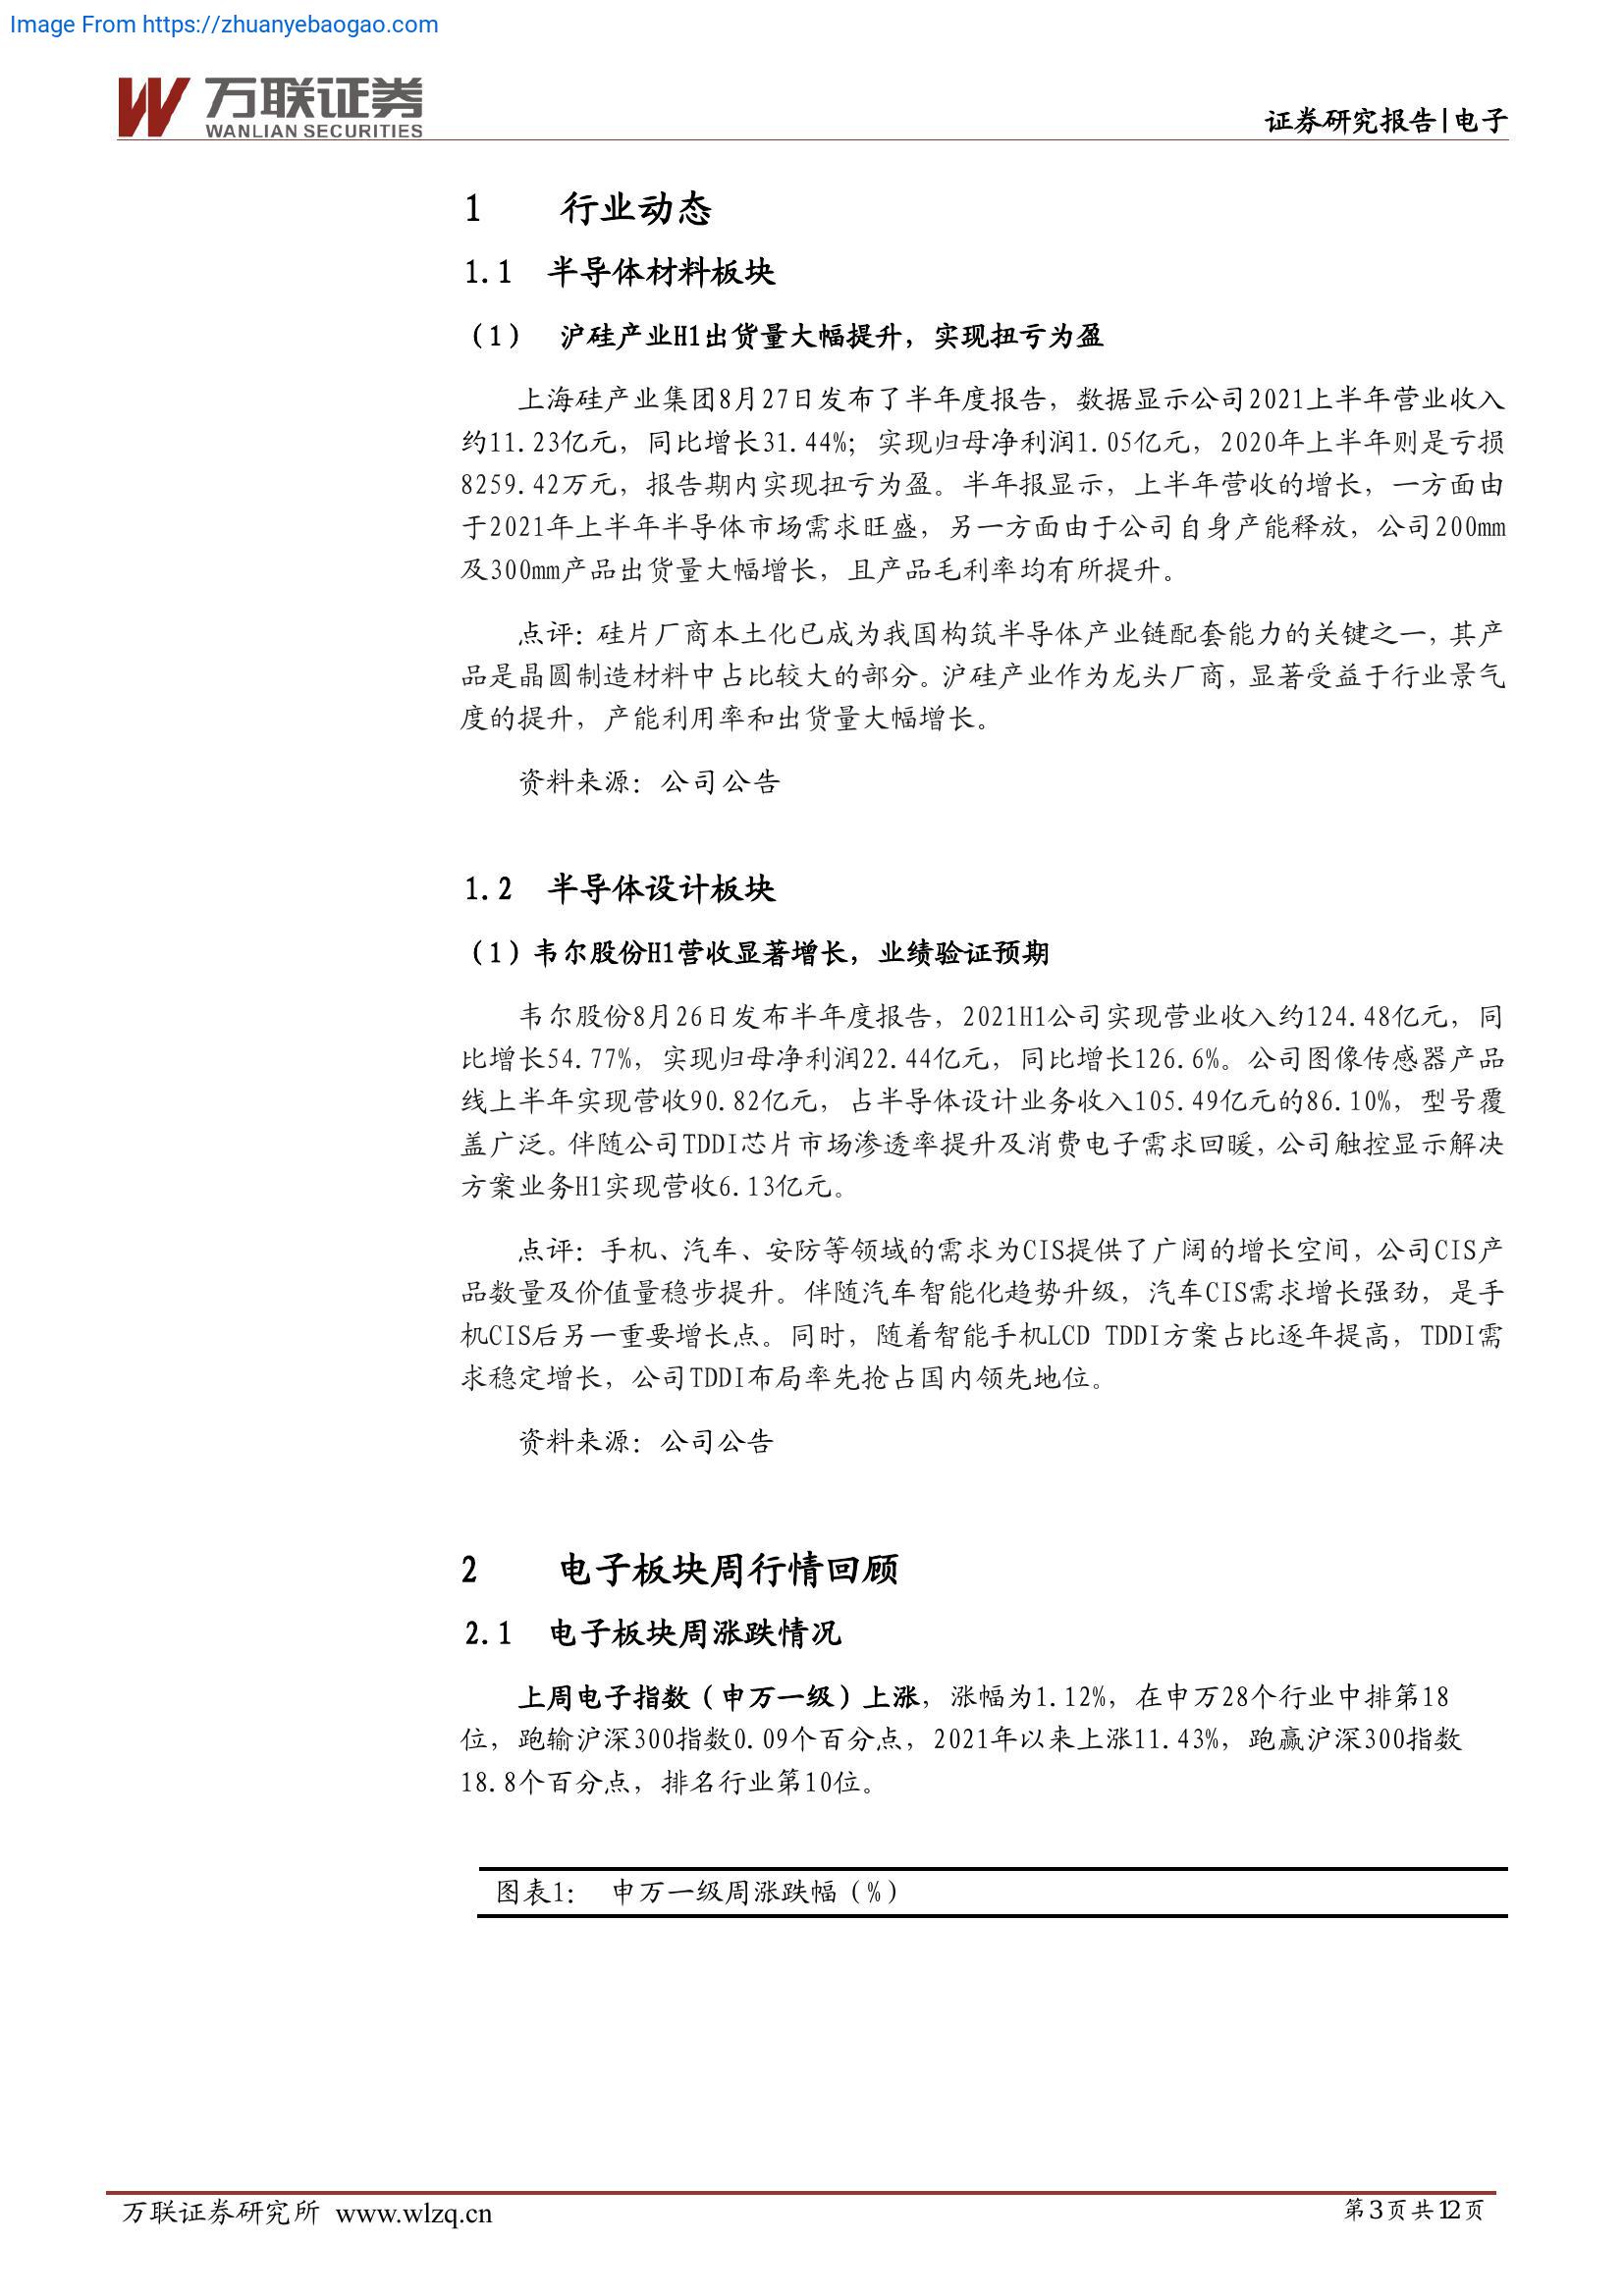 Image From https://zhuanyebaogao.com
万联证券
WANLIAN SECURITIES
证券研究报告|电子
1 行业动态
1.1 半导体材料板块
（1） 沪硅产业H1出货量大幅提升，实现扭亏为盈
上海硅产业集团8月27日发布了半年度报告，数据显示公司2021上半年营业收入
约11.23亿元，同比增长31.44%；实现归母净利润1.05亿元，2020年上半年则是亏损
8259.42万元，报告期内实现扭亏为盈。半年报显示，上半年营收的增长，一方面由
于2021年上半年半导体市场需求旺盛，另一方面由于公司自身产能释放，公司200mm
及300mm产品出货量大幅增长，且产品毛利率均有所提升。
点评：硅片厂商本土化已成为我国构筑半导体产业链配套能力的关键之一，其产
品是晶圆制造材料中占比较大的部分。沪硅产业作为龙头厂商，显著受益于行业景气
度的提升，产能利用率和出货量大幅增长。
资料来源：公司公告
1.2 半导体设计板块
（1）韦尔股份H1营收显著增长，业绩验证预期
韦尔股份8月26日发布半年度报告，2021H1公司实现营业收入约124.48亿元，同
比增长54.77%，实现归母净利润22.44亿元，同比增长126.6%。公司图像传感器产品
线上半年实现营收90.82亿元，占半导体设计业务收入105.49亿元的86.10%，型号覆
盖广泛。伴随公司TDDI芯片市场渗透率提升及消费电子需求回暖，公司触控显示解决
方案业务H1实现营收6.13亿元。
点评：手机、汽车、安防等领域的需求为CIS提供了广阔的增长空间，公司CIS产
品数量及价值量稳步提升。伴随汽车智能化趋势升级，汽车CIS需求增长强劲，是手
机CIS后另一重要增长点。同时，随着智能手机LCD TDDI方案占比逐年提高，TDDI需
求稳定增长，公司TDDI布局率先抢占国内领先地位。
资料来源：公司公告
2 电子板块周行情回顾
2.1 电子板块周涨跌情况
上周电子指数（申万一级）上涨，涨幅为1.12%，在申万28个行业中排第18
位，跑输沪深300指数0.09个百分点，2021年以来上涨11.43%，跑赢沪深300指数
18.8个百分点，排名行业第10位。
图表1： 申万一级周涨跌幅（%）
万联证券研究所 www.wlzq.cn
第3页共12页